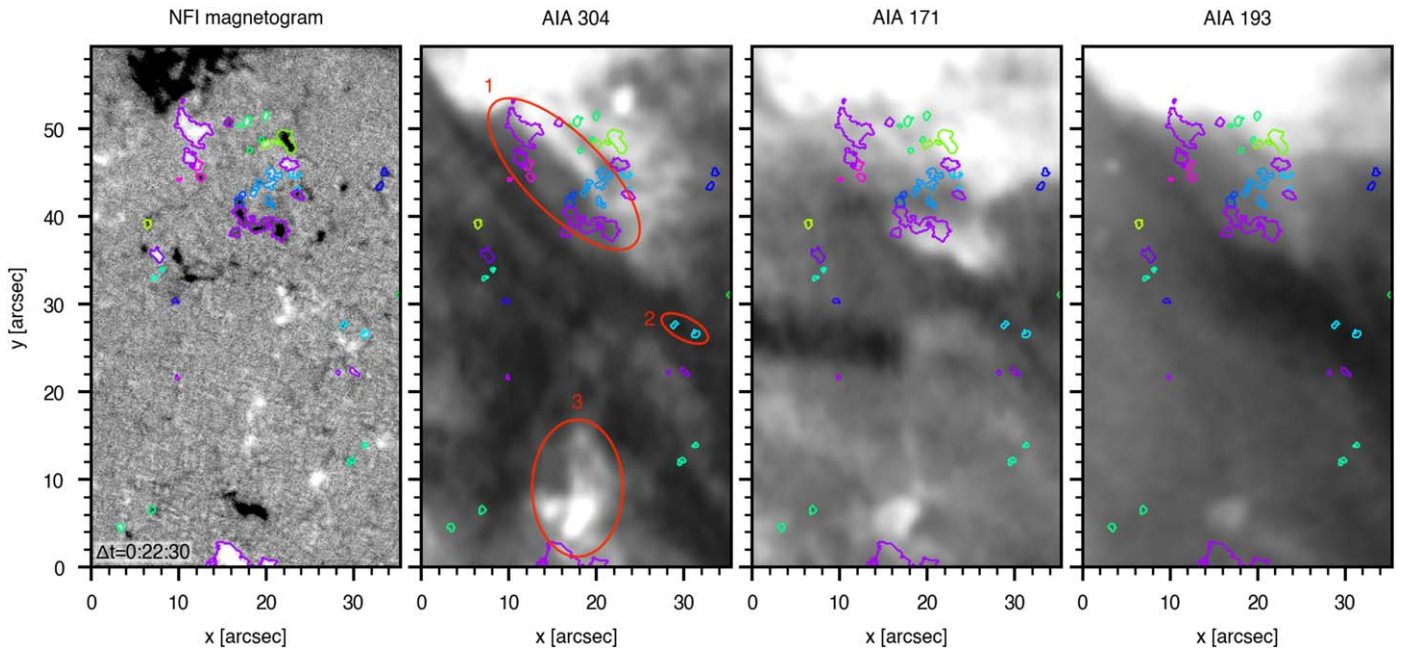 NFI magnetogram AIA 304 AIA 171 AIA 193
50
40
30
20
10
0
y [arcsec]
Δt=0:22:30
1
2
3
0 10 20 30 0 10 20 30 0 10 20 30 0 10 20 30
x [arcsec] x [arcsec] x [arcsec] x [arcsec]